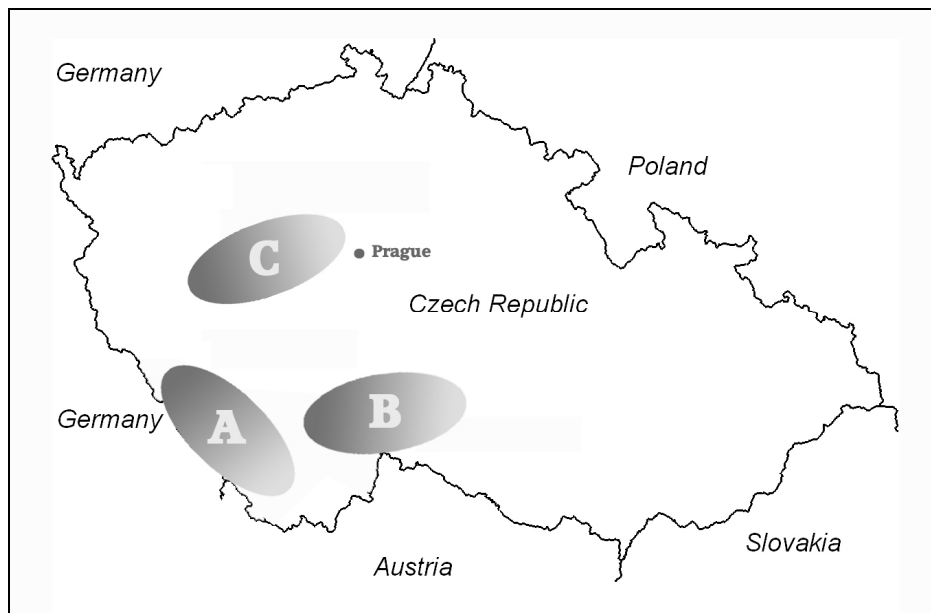 Germany
Poland
C
Prague
Czech Republic
Germany
A
B
Slovakia
Austria